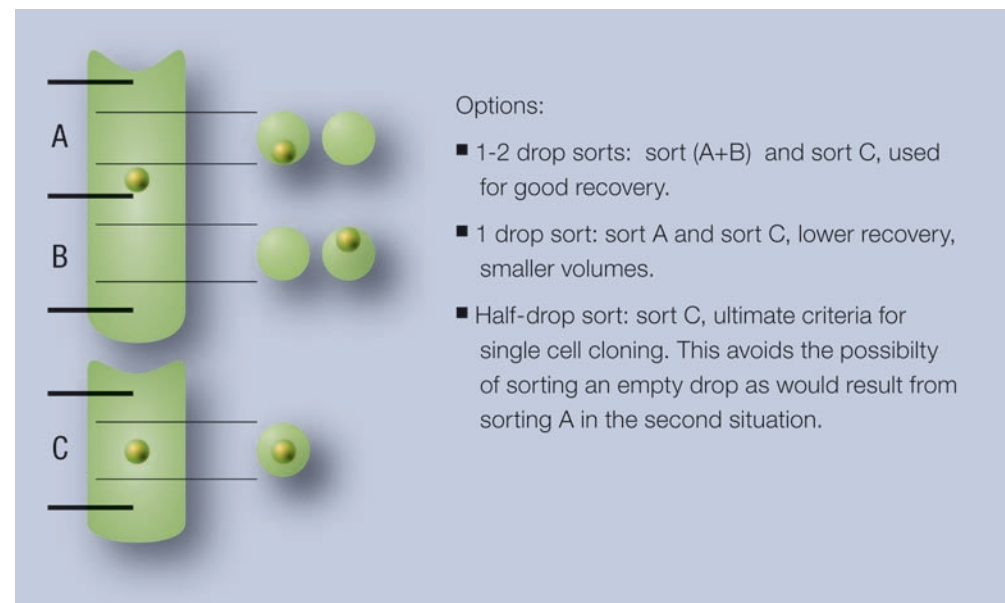 A
B
C
Options:
■ 1-2 drop sorts: sort (A+B) and sort C, used
for good recovery.
■ 1 drop sort: sort A and sort C, lower recovery,
smaller volumes.
■ Half-drop sort: sort C, ultimate criteria for
single cell cloning. This avoids the possibilty
of sorting an empty drop as would result from
sorting A in the second situation.